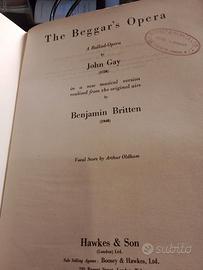 The Beggar's Opera
A Ballad-Opera
by
John Gay
(1728)
in a new musical version
realised from the original airs
by
Benjamin Britten
(1948)
Vocal Score by Arthur Oldham
Hawkes & Son
(London) Ltd.
Sole Selling Agents: Boosey & Hawkes, Ltd.
subito